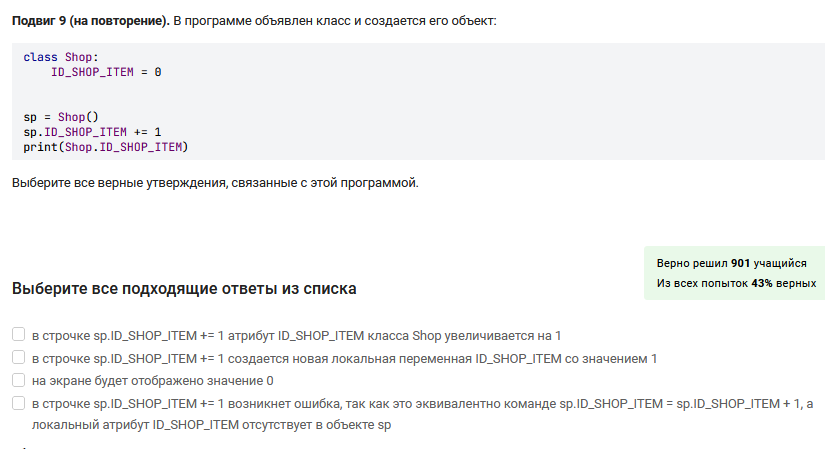 Подвиг 9 (на повторение). В программе объявлен класс и создается его объект:
class Shop:
    ID_SHOP_ITEM = 0
sp = Shop()
sp.ID_SHOP_ITEM += 1
print(Shop.ID_SHOP_ITEM)
Выберите все верные утверждения, связанные с этой программой.
Верно решил 901 учащийся
Из всех попыток 43% верных
Выберите все подходящие ответы из списка
в строчке sp.ID_SHOP_ITEM += 1 атрибут ID_SHOP_ITEM класса Shop увеличивается на 1
в строчке sp.ID_SHOP_ITEM += 1 создается новая локальная переменная ID_SHOP_ITEM со значением 1
на экране будет отображено значение 0
в строчке sp.ID_SHOP_ITEM += 1 возникнет ошибка, так как это эквивалентно команде sp.ID_SHOP_ITEM = sp.ID_SHOP_ITEM + 1, а
локальный атрибут ID_SHOP_ITEM отсутствует в объекте sp